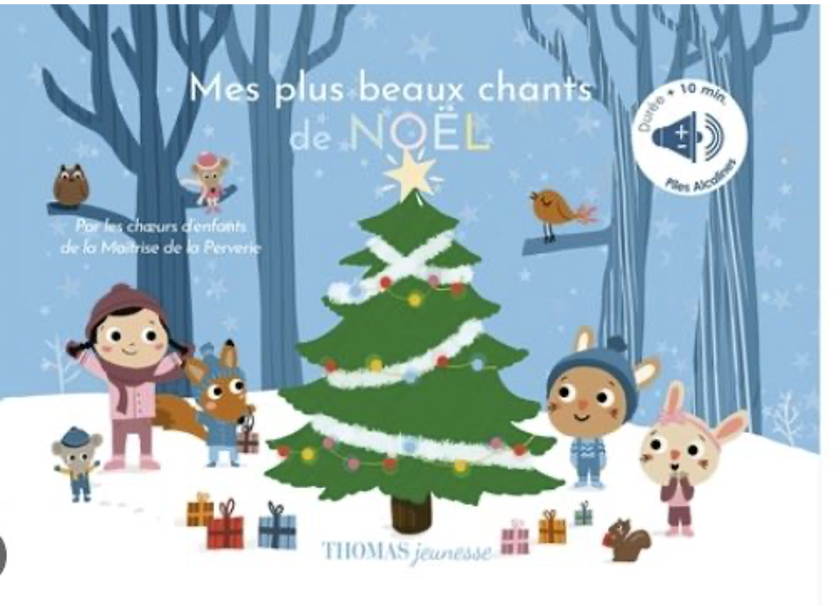 Mes plus beaux chants
de NOËL
Durée + 10 min.
Piles Alcalines
Par les chœurs d'enfants
de la Maîtrise de la Perverie
THOMAS jeunesse